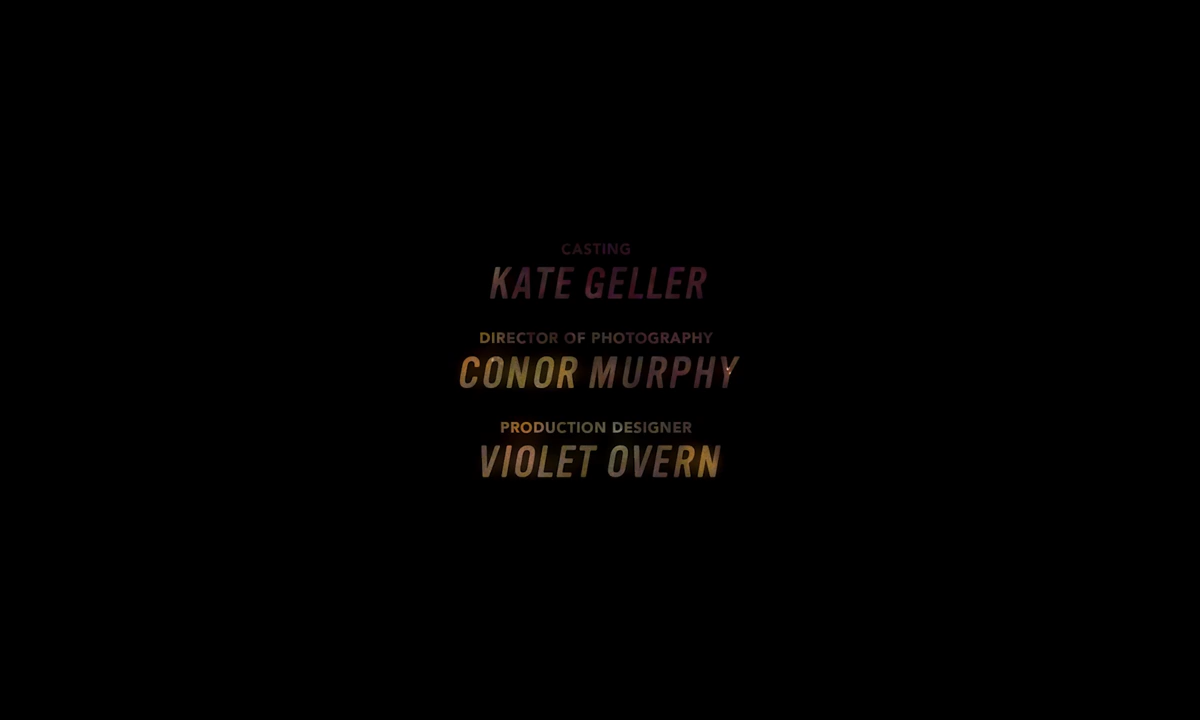 CASTING
KATE GELLER
DIRECTOR OF PHOTOGRAPHY
CONOR MURPHY
PRODUCTION DESIGNER
VIOLET OVERN